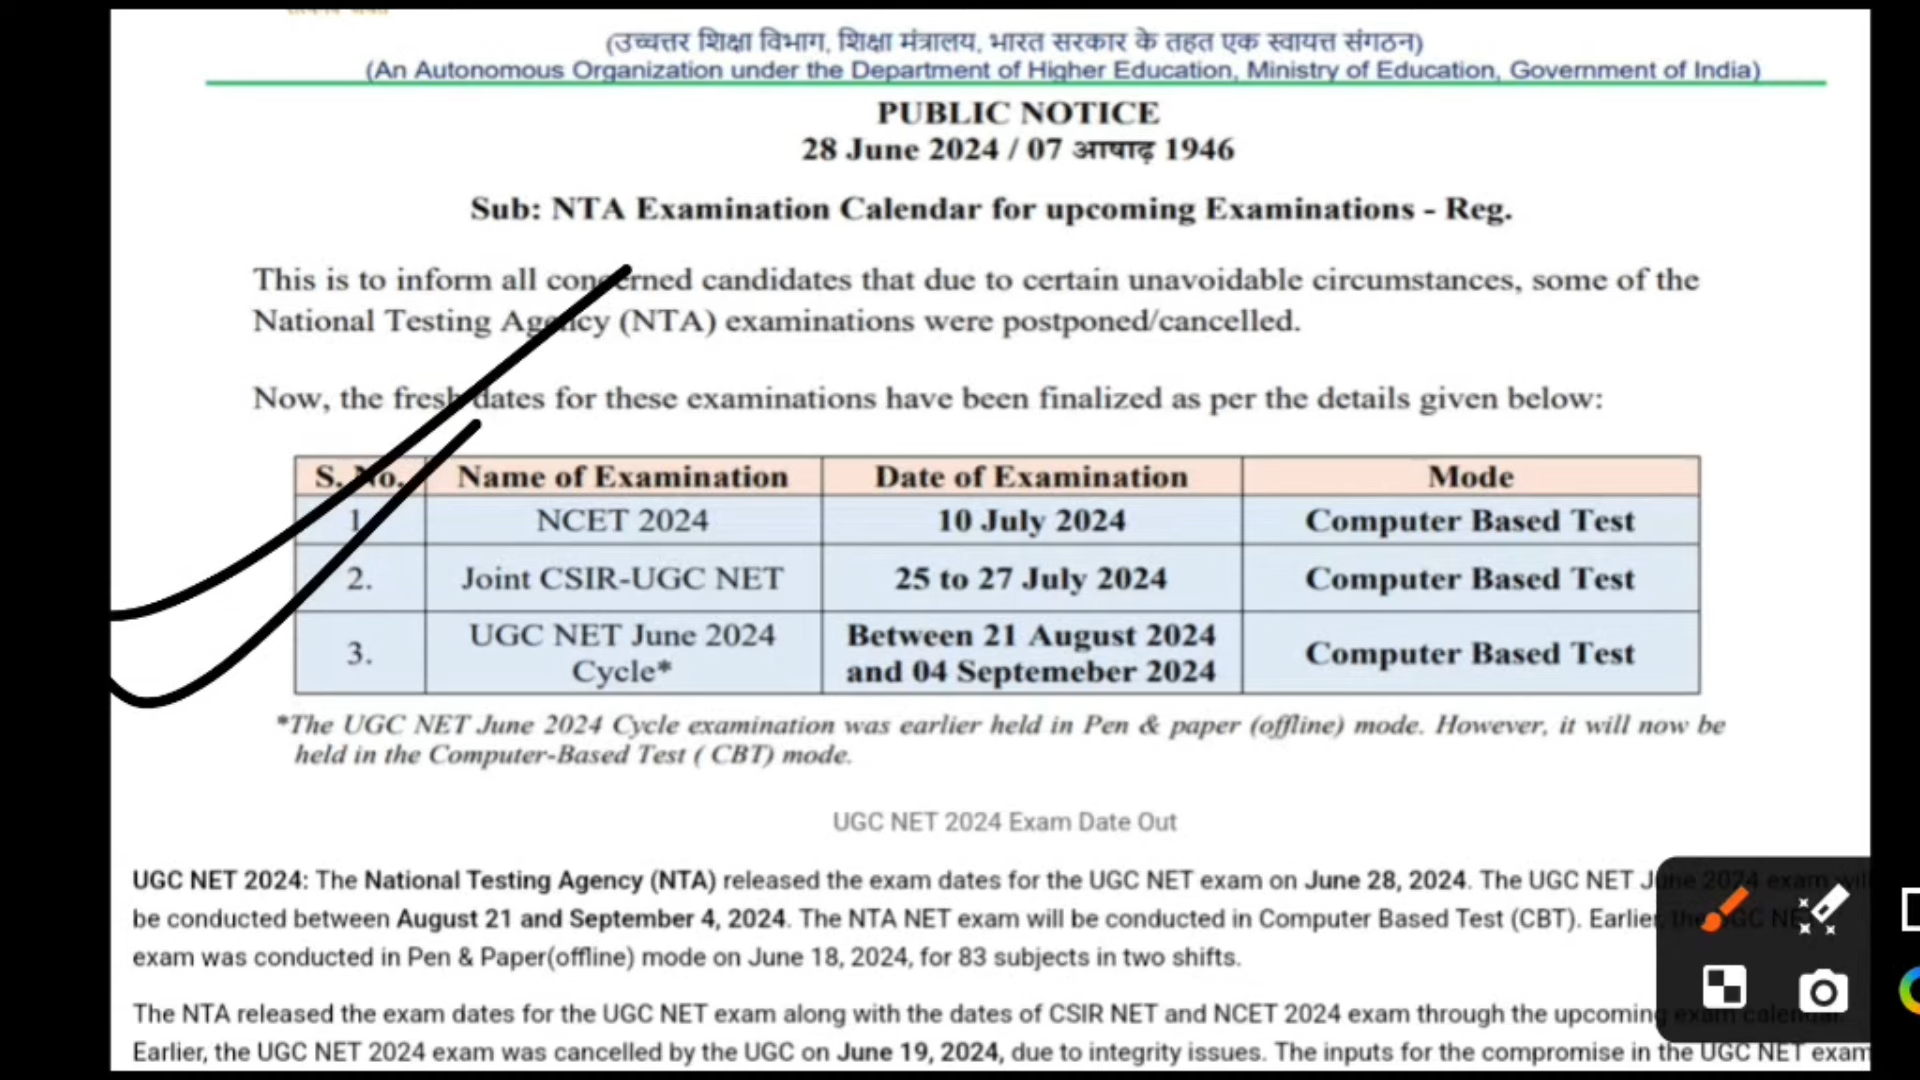 (उच्चत्तर शिक्षा विभाग, शिक्षा मंत्रालय, भारत सरकार के तहत एक स्वायत्त संगठन)
(An Autonomous Organization under the Department of Higher Education, Ministry of Education, Government of India)
PUBLIC NOTICE
28 June 2024 / 07 आषाढ़ 1946
Sub: NTA Examination Calendar for upcoming Examinations - Reg.
This is to inform all concerned candidates that due to certain unavoidable circumstances, some of the
National Testing Agency (NTA) examinations were postponed/cancelled.
Now, the fresh dates for these examinations have been finalized as per the details given below:
S. No. Name of Examination Date of Examination Mode
1. NCET 2024 10 July 2024 Computer Based Test
2. Joint CSIR-UGC NET 25 to 27 July 2024 Computer Based Test
3. UGC NET June 2024 Cycle* Between 21 August 2024 and 04 Septemeber 2024 Computer Based Test
*The UGC NET June 2024 Cycle examination was earlier held in Pen & paper (offline) mode. However, it will now be
held in the Computer-Based Test ( CBT) mode.
UGC NET 2024 Exam Date Out
UGC NET 2024: The National Testing Agency (NTA) released the exam dates for the UGC NET exam on June 28, 2024. The UGC NET June 2024 exam will
be conducted between August 21 and September 4, 2024. The NTA NET exam will be conducted in Computer Based Test (CBT). Earlier, the UGC NET
exam was conducted in Pen & Paper(offline) mode on June 18, 2024, for 83 subjects in two shifts.
The NTA released the exam dates for the UGC NET exam along with the dates of CSIR NET and NCET 2024 exam through the upcoming exam calendar.
Earlier, the UGC NET 2024 exam was cancelled by the UGC on June 19, 2024, due to integrity issues. The inputs for the compromise in the UGC NET exam